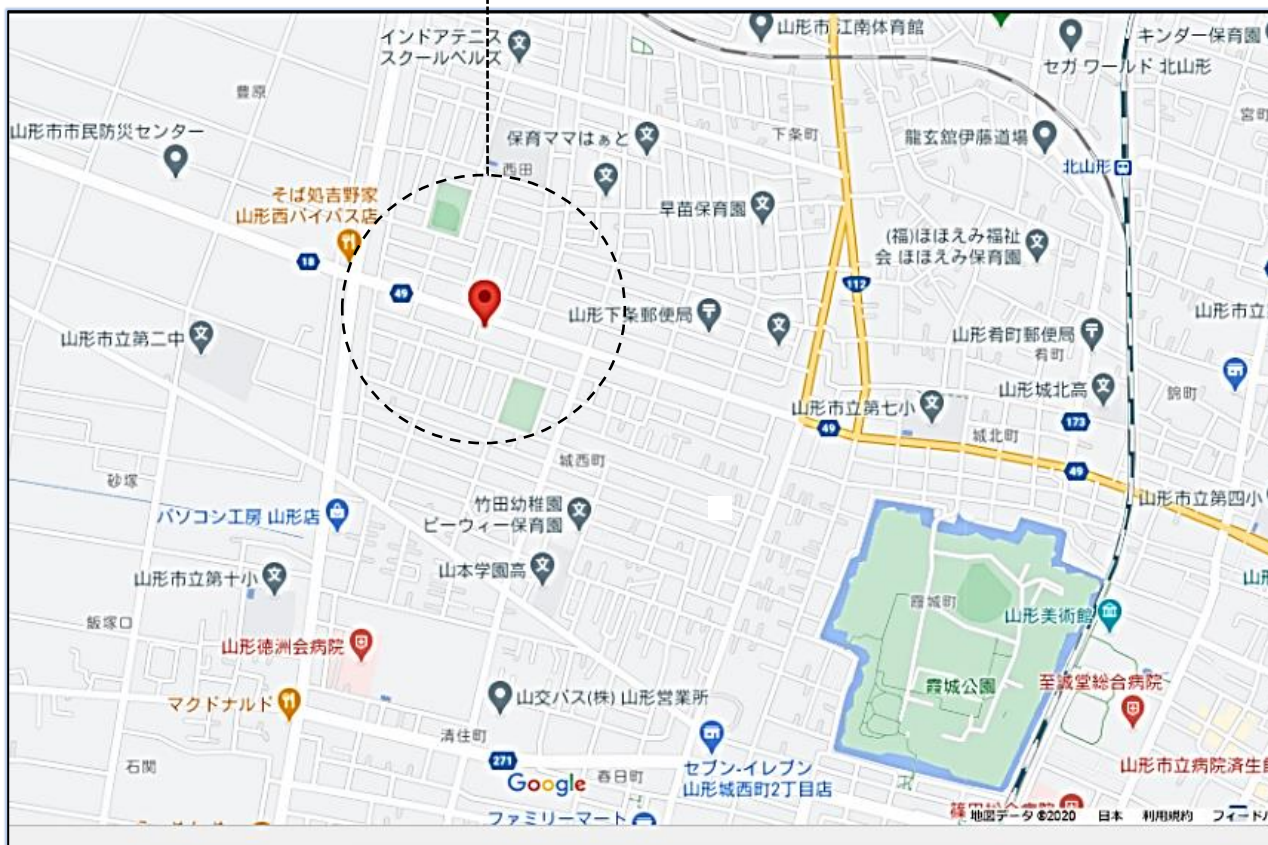 インドアテニス
スクールベルズ
山形市 江南体育館
キンダー保育園
セガ ワールド 北山形
豊原
宮町
山形市市民防災センター
保育ママはぁと
下条町
龍玄館伊藤道場
西田
北山形
そば処吉野家
山形西バイパス店
早苗保育園
(福)ほほえみ福祉
会 ほほえみ保育園
18
49
112
山形下条郵便局
山形市立
山形市立第二中
山形肴町郵便局
肴町
山形城北高
錦町
山形市立第七小
173
49
城北町
城西町
49
砂塚
竹田幼稚園
ビーウィー保育園
山形市立第四小
パソコン工房 山形店
山本学園高
山形市立第十小
山形
霞城町
山形美術館
飯塚口
山形徳洲会病院
霞城公園
至誠堂総合病院
マクドナルド
山交バス(株) 山形営業所
清住町
石関
271
Google
春日町
セブン-イレブン
山形城西町2丁目店
山形市立病院済生館
ファミリーマート
地図データ ©2020 日本 利用規約 フィードバ